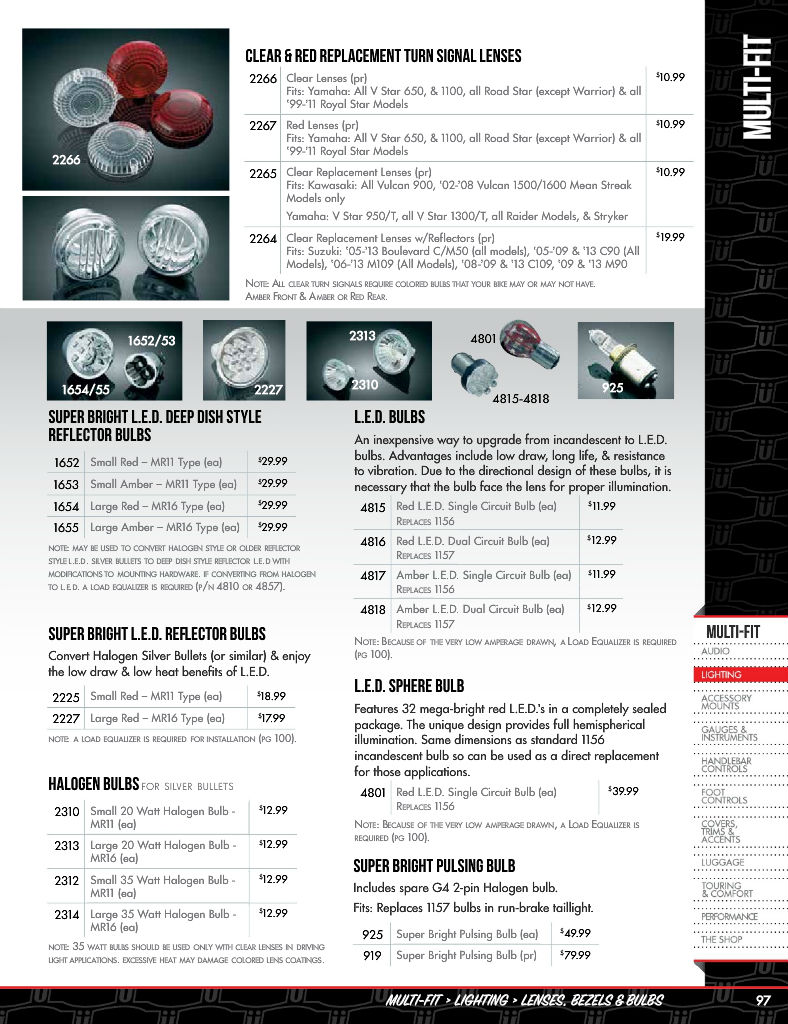 MULTI-FIT
CLEAR & RED REPLACEMENT TURN SIGNAL LENSES
2266
2266 Clear Lenses (pr) $10.99
Fits: Yamaha: All V Star 650, & 1100, all Road Star (except Warrior) & all
'99-'11 Royal Star Models
2267 Red Lenses (pr) $10.99
Fits: Yamaha: All V Star 650, & 1100, all Road Star (except Warrior) & all
'99-'11 Royal Star Models
2265 Clear Replacement Lenses (pr) $10.99
Fits: Kawasaki: All Vulcan 900, '02-'08 Vulcan 1500/1600 Mean Streak
Models only
Yamaha: V Star 950/T, all V Star 1300/T, all Raider Models, & Stryker
2264 Clear Replacement Lenses w/Reflectors (pr) $19.99
Fits: Suzuki: '05-'13 Boulevard C/M50 (all models), '05-'09 & '13 C90 (All
Models), '06-'13 M109 (All Models), '08-'09 & '13 C109, '09 & '13 M90
NOTE: ALL CLEAR TURN SIGNALS REQUIRE COLORED BULBS THAT YOUR BIKE MAY OR MAY NOT HAVE.
AMBER FRONT & AMBER OR RED REAR.
1652/53
1654/55
2227
2313
2310
4801
4815-4818
925
SUPER BRIGHT L.E.D. DEEP DISH STYLE
REFLECTOR BULBS
1652 Small Red – MR11 Type (ea) $29.99
1653 Small Amber – MR11 Type (ea) $29.99
1654 Large Red – MR16 Type (ea) $29.99
1655 Large Amber – MR16 Type (ea) $29.99
NOTE: MAY BE USED TO CONVERT HALOGEN STYLE OR OLDER REFLECTOR
STYLE L.E.D. SILVER BULLETS TO DEEP DISH STYLE REFLECTOR L.E.D WITH
MODIFICATIONS TO MOUNTING HARDWARE. IF CONVERTING FROM HALOGEN
TO L.E.D. A LOAD EQUALIZER IS REQUIRED (P/N 4810 OR 4857).
SUPER BRIGHT L.E.D. REFLECTOR BULBS
Convert Halogen Silver Bullets (or similar) & enjoy
the low draw & low heat benefits of L.E.D.
2225 Small Red – MR11 Type (ea) $18.99
2227 Large Red – MR16 Type (ea) $17.99
NOTE: A LOAD EQUALIZER IS REQUIRED FOR INSTALLATION (PG 100).
HALOGEN BULBS FOR SILVER BULLETS
2310 Small 20 Watt Halogen Bulb - $12.99
MR11 (ea)
2313 Large 20 Watt Halogen Bulb - $12.99
MR16 (ea)
2312 Small 35 Watt Halogen Bulb - $12.99
MR11 (ea)
2314 Large 35 Watt Halogen Bulb - $12.99
MR16 (ea)
NOTE: 35 WATT BULBS SHOULD BE USED ONLY WITH CLEAR LENSES IN DRIVING
LIGHT APPLICATIONS. EXCESSIVE HEAT MAY DAMAGE COLORED LENS COATINGS.
L.E.D. BULBS
An inexpensive way to upgrade from incandescent to L.E.D.
bulbs. Advantages include low draw, long life, & resistance
to vibration. Due to the directional design of these bulbs, it is
necessary that the bulb face the lens for proper illumination.
4815 Red L.E.D. Single Circuit Bulb (ea) $11.99
REPLACES 1156
4816 Red L.E.D. Dual Circuit Bulb (ea) $12.99
REPLACES 1157
4817 Amber L.E.D. Single Circuit Bulb (ea) $11.99
REPLACES 1156
4818 Amber L.E.D. Dual Circuit Bulb (ea) $12.99
REPLACES 1157
NOTE: BECAUSE OF THE VERY LOW AMPERAGE DRAWN, A LOAD EQUALIZER IS REQUIRED
(PG 100).
L.E.D. SPHERE BULB
Features 32 mega-bright red L.E.D.'s in a completely sealed
package. The unique design provides full hemispherical
illumination. Same dimensions as standard 1156
incandescent bulb so can be used as a direct replacement
for those applications.
4801 Red L.E.D. Single Circuit Bulb (ea) $39.99
REPLACES 1156
NOTE: BECAUSE OF THE VERY LOW AMPERAGE DRAWN, A LOAD EQUALIZER IS
REQUIRED (PG 100).
SUPER BRIGHT PULSING BULB
Includes spare G4 2-pin Halogen bulb.
Fits: Replaces 1157 bulbs in run-brake taillight.
925 Super Bright Pulsing Bulb (ea) $49.99
919 Super Bright Pulsing Bulb (pr) $79.99
MULTI-FIT
AUDIO
LIGHTING
ACCESSORY
MOUNTS
GAUGES &
INSTRUMENTS
HANDLEBAR
CONTROLS
FOOT
CONTROLS
COVERS,
TRIMS &
ACCENTS
LUGGAGE
TOURING
& COMFORT
PERFORMANCE
THE SHOP
MULTI-FIT > LIGHTING > LENSES, BEZELS & BULBS 97